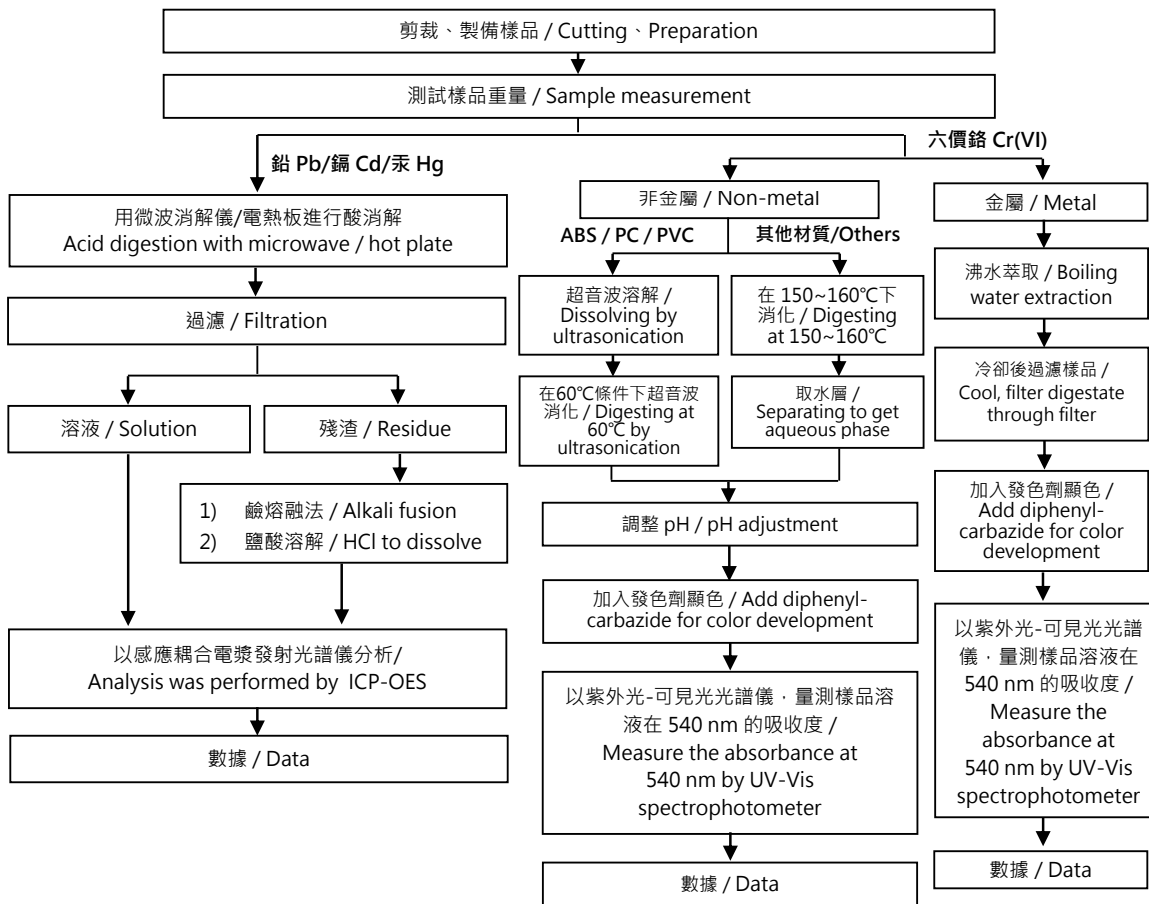 剪裁、製備樣品 / Cutting、Preparation
測試樣品重量 / Sample measurement
鉛 Pb/鎘 Cd/汞 Hg
用微波消解儀/電熱板進行酸消解
Acid digestion with microwave / hot plate
過濾 / Filtration
溶液 / Solution
殘渣 / Residue
1) 鹼熔融法 / Alkali fusion
2) 鹽酸溶解 / HCl to dissolve
以感應耦合電漿發射光譜儀分析/
Analysis was performed by ICP-OES
數據 / Data
六價鉻 Cr(VI)
非金屬 / Non-metal
ABS / PC / PVC
其他材質/Others
超音波溶解 /
Dissolving by
ultrasonication
在60℃條件下超音波
消化 / Digesting at
60℃ by
ultrasonication
在 150~160℃下
消化 / Digesting
at 150~160℃
取水層 /
Separating to get
aqueous phase
調整 pH / pH adjustment
加入發色劑顯色 / Add diphenyl-
carbazide for color development
以紫外光-可見光光譜儀，量測樣品溶
液在 540 nm 的吸收度 /
Measure the absorbance at
540 nm by UV-Vis
spectrophotometer
數據 / Data
金屬 / Metal
沸水萃取 / Boiling
water extraction
冷卻後過濾樣品 /
Cool, filter digestate
through filter
加入發色劑顯色 /
Add diphenyl-
carbazide for color
development
以紫外光-可見光光譜
儀，量測樣品溶液在
540 nm 的吸收度 /
Measure the
absorbance at
540 nm by UV-Vis
spectrophotometer
數據 / Data